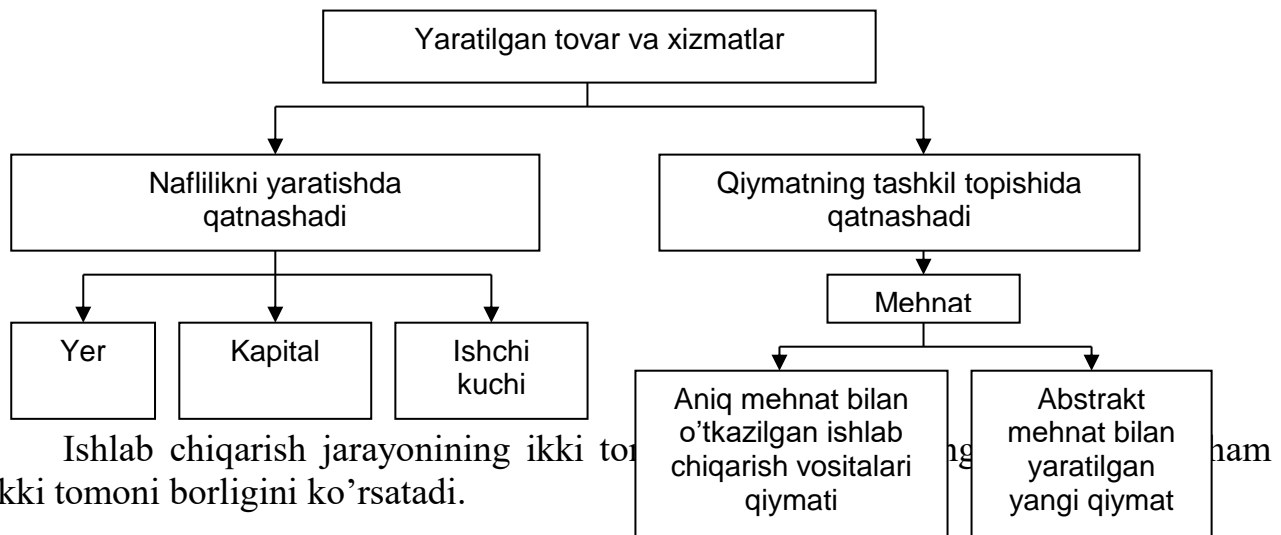 Yaratilgan tovar va xizmatlar
Naflilikni yaratishda
qatnashadi
Qiymatning tashkil topishida
qatnashadi
Mehnat
Yer
Kapital
Ishchi
kuchi
Aniq mehnat bilan
o’tkazilgan ishlab
chiqarish vositalari
qiymati
Abstrakt
mehnat bilan
yaratilgan
yangi qiymat
Ishlab chiqarish jarayonining ikki ham
tomoni borligini ko’rsatadi.